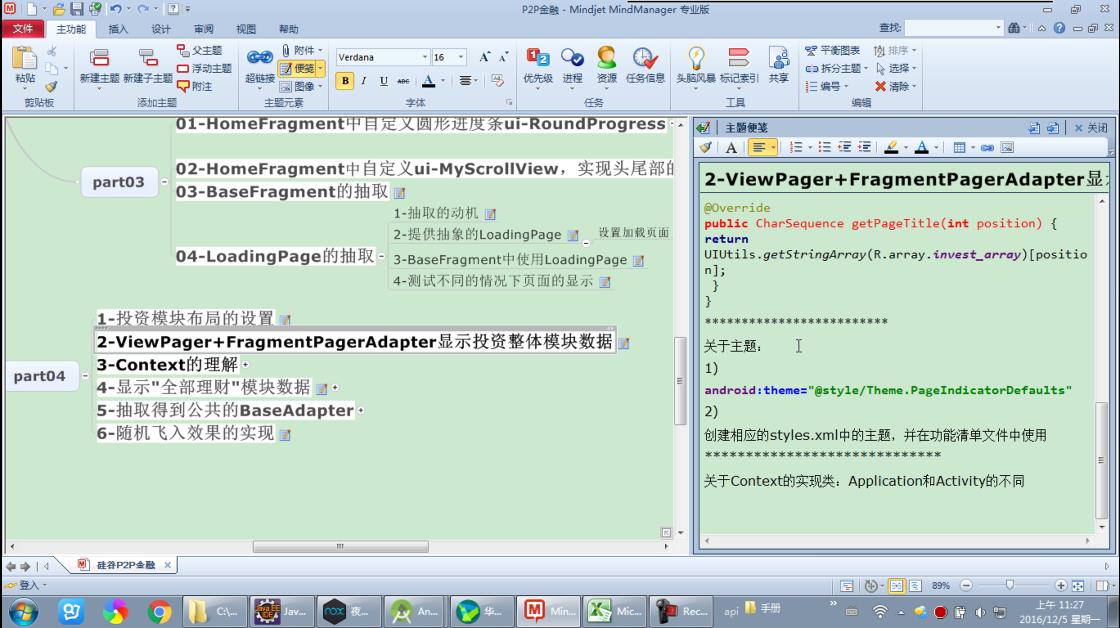 P2P金融 - Mindjet MindManager 专业版
文件 主功能 插入 设计 审阅 视图 帮助 查找:
粘贴 新建主题 新建子主题 父主题 浮动主题 附注 超链接 附件 便笺 图像 Verdana 16 优先级 进程 资源 任务信息 头脑风暴 标记索引 共享 平衡图表 拆分主题 编号 排序 选择 清除
B I U ABC A
剪贴板 添加主题 主题元素 字体 任务 工具 编辑
01-HomeFragment中自定义圆形进度条ui-RoundProgress
02-HomeFragment中自定义ui-MyScrollView，实现头尾部的
part03
03-BaseFragment的抽取
1-抽取的动机
2-提供抽象的LoadingPage 设置加载页面
04-LoadingPage的抽取
3-BaseFragment中使用LoadingPage
4-测试不同的情况下页面的显示
1-投资模块布局的设置
2-ViewPager+FragmentPagerAdapter显示投资整体模块数据
3-Context的理解
part04
4-显示"全部理财"模块数据
5-抽取得到公共的BaseAdapter
6-随机飞入效果的实现
主题便笺 关闭
2-ViewPager+FragmentPagerAdapter显
@Override
public CharSequence getPageTitle(int position) {
return
UIUtils.getStringArray(R.array.invest_array)[positio
n];
}
}
*************************
关于主题：
1)
android:theme="@style/Theme.PageIndicatorDefaults"
2)
创建相应的styles.xml中的主题，并在功能清单文件中使用
*****************************
关于Context的实现类：Application和Activity的不同
硅谷P2P金融
登入 89%
C:\... Jav... 夜... An... 华... Min... Mic... Rec... api 手册
上午 11:27
2016/12/5 星期一